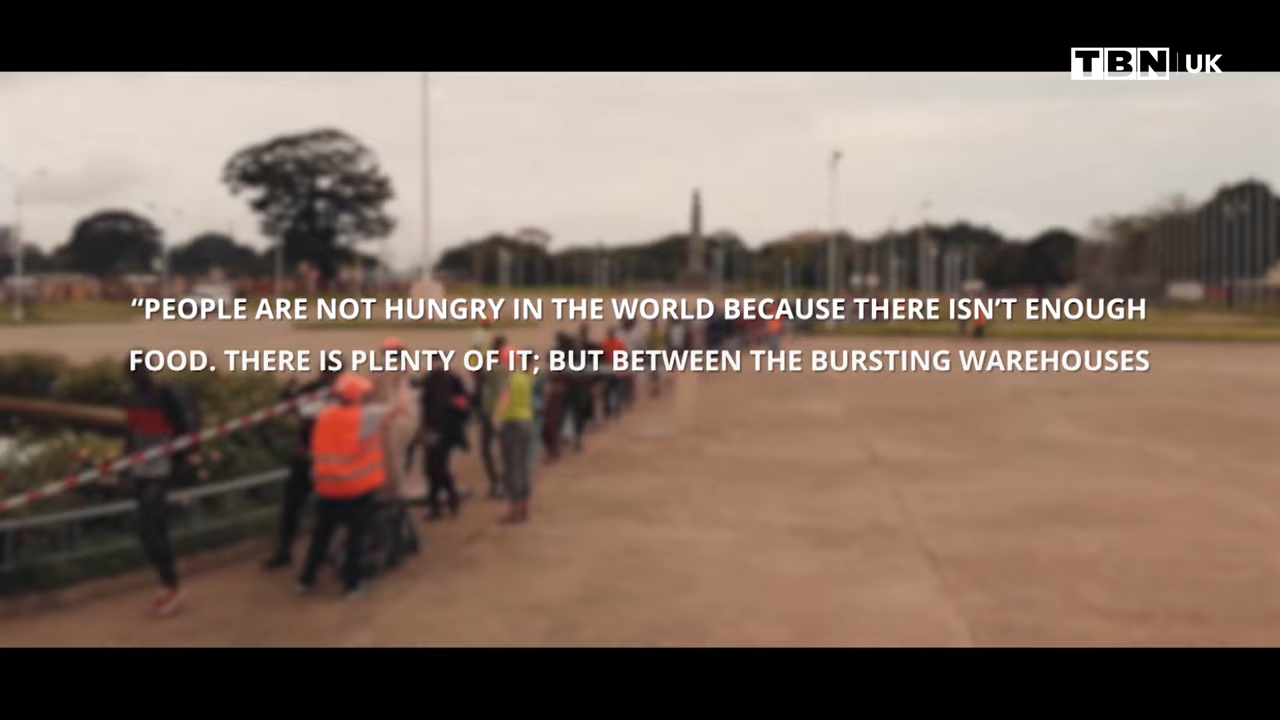 TBN UK
“PEOPLE ARE NOT HUNGRY IN THE WORLD BECAUSE THERE ISN’T ENOUGH
FOOD. THERE IS PLENTY OF IT; BUT BETWEEN THE BURSTING WAREHOUSES